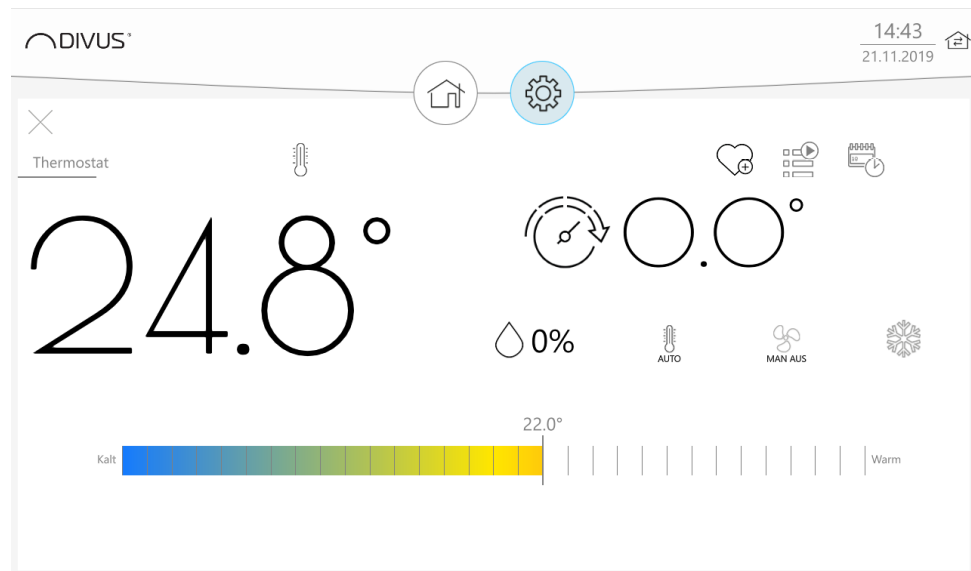 DIVUS
14:43
21.11.2019
Thermostat
24.8°
0.0°
0%
AUTO
MAN AUS
22.0°
Kalt
Warm